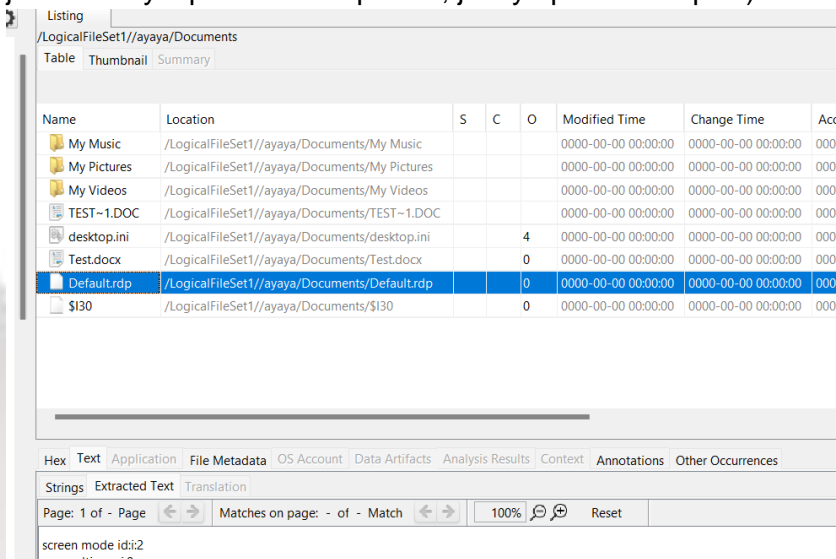 Listing
/LogicalFileSet1//ayaya/Documents
Table Thumbnail Summary
Name Location S C O Modified Time Change Time
My Music /LogicalFileSet1//ayaya/Documents/My Music 0000-00-00 00:00:00 0000-00-00 00:00:00 000
My Pictures /LogicalFileSet1//ayaya/Documents/My Pictures 0000-00-00 00:00:00 0000-00-00 00:00:00 000
My Videos /LogicalFileSet1//ayaya/Documents/My Videos 0000-00-00 00:00:00 0000-00-00 00:00:00 000
TEST~1.DOC /LogicalFileSet1//ayaya/Documents/TEST~1.DOC 0000-00-00 00:00:00 0000-00-00 00:00:00 000
desktop.ini /LogicalFileSet1//ayaya/Documents/desktop.ini 4 0000-00-00 00:00:00 0000-00-00 00:00:00 000
Test.docx /LogicalFileSet1//ayaya/Documents/Test.docx 0 0000-00-00 00:00:00 0000-00-00 00:00:00 000
Default.rdp /LogicalFileSet1//ayaya/Documents/Default.rdp 0 0000-00-00 00:00:00 0000-00-00 00:00:00 000
$I30 /LogicalFileSet1//ayaya/Documents/$I30 0 0000-00-00 00:00:00 0000-00-00 00:00:00 000
Hex Text Application File Metadata OS Account Data Artifacts Analysis Results Context Annotations Other Occurrences
Strings Extracted Text Translation
Page: 1 of - Page Matches on page: - of - Match 100% Reset
screen mode id:i:2